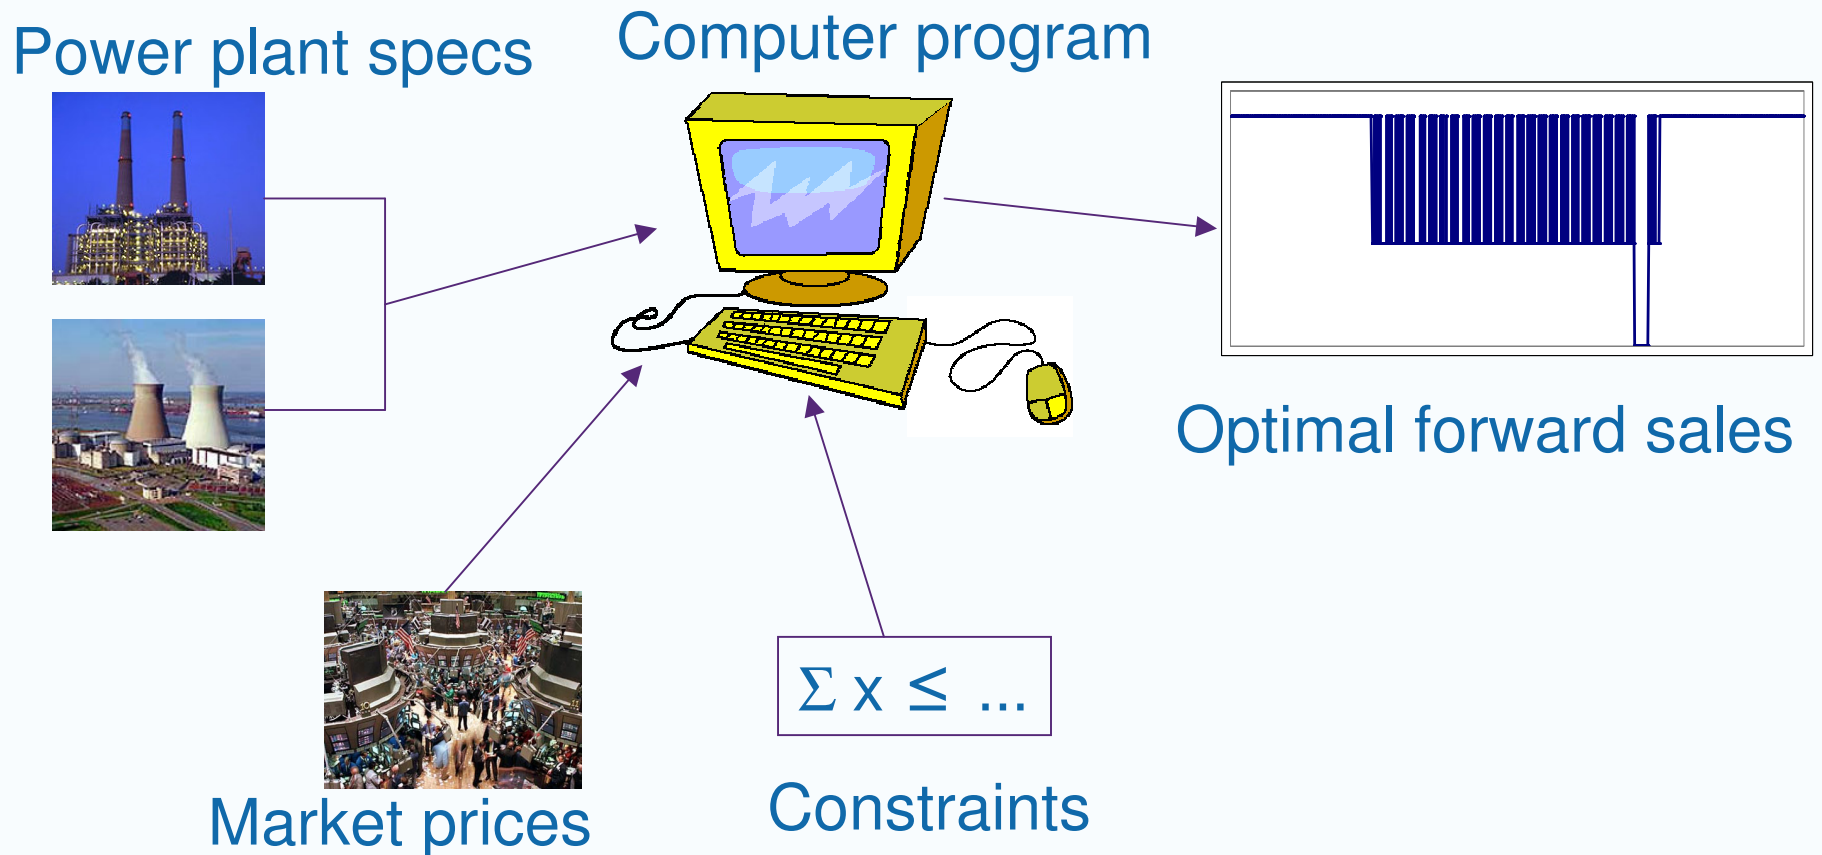 Power plant specs
Computer program
Optimal forward sales
Σ x ≤ ...
Market prices
Constraints